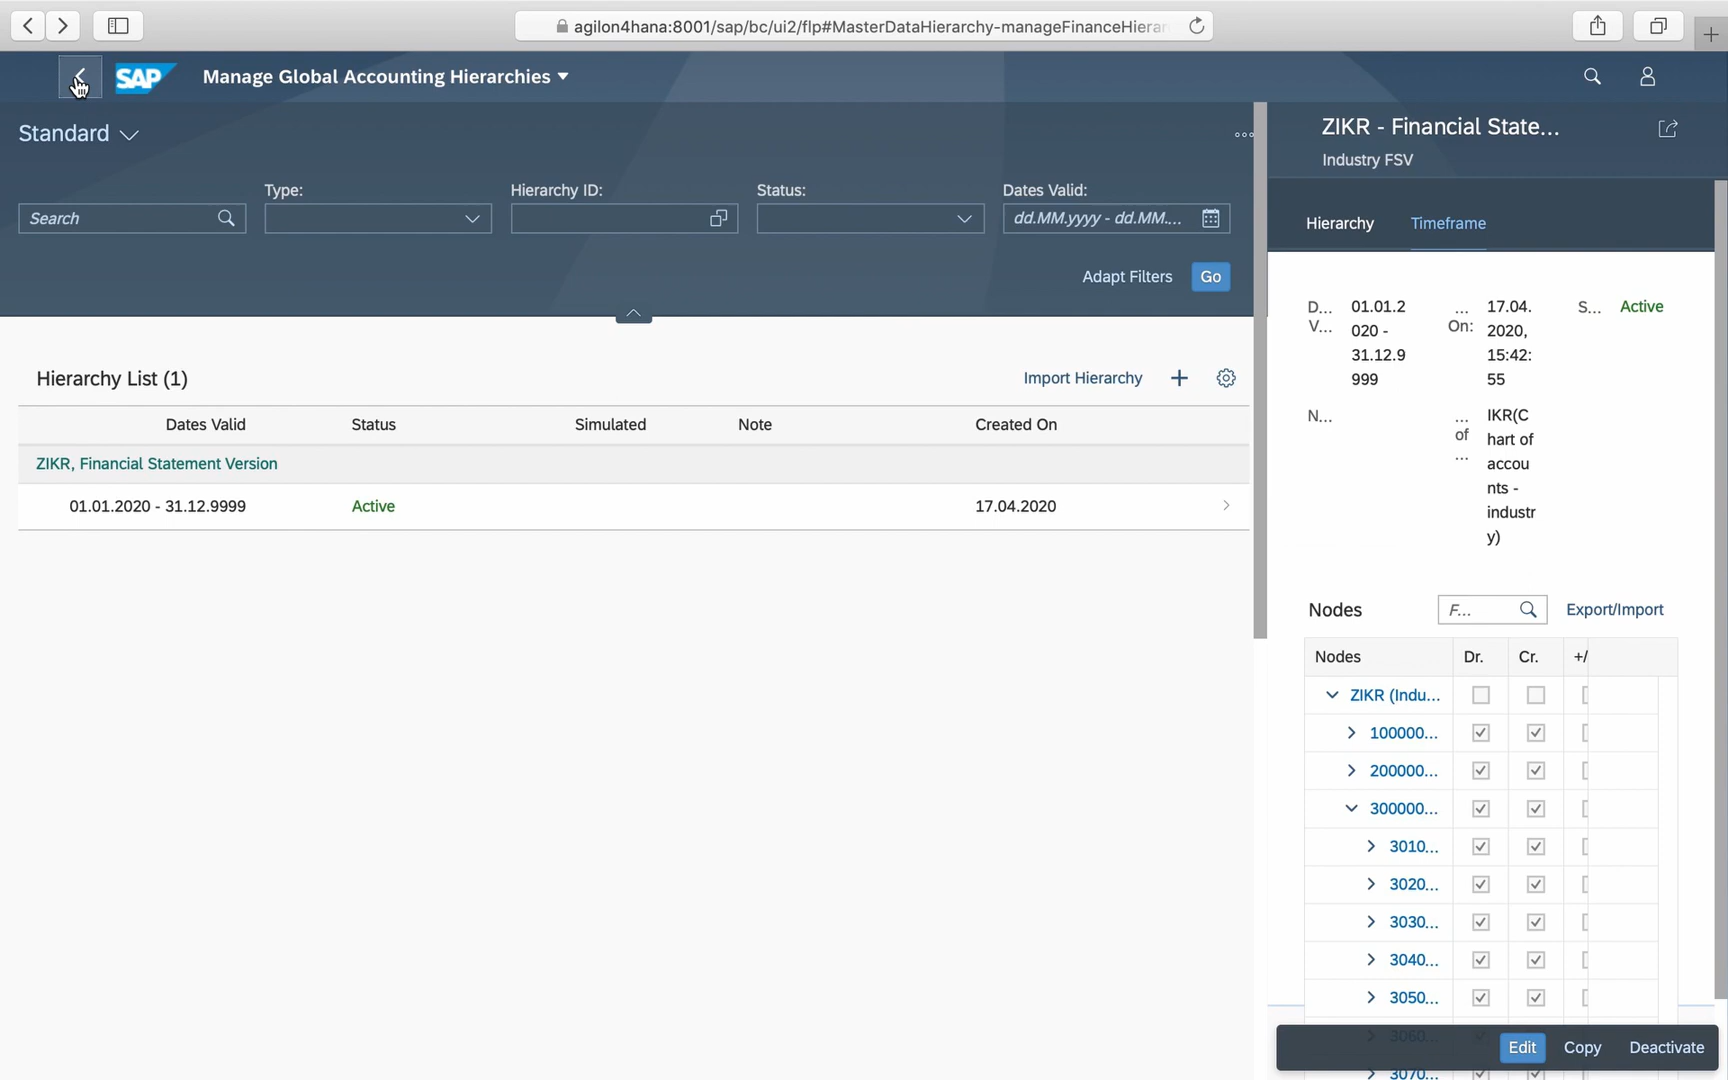 agilon4hana:8001/sap/bc/ui2/flp#MasterDataHierarchy-manageFinanceHierar
SAP Manage Global Accounting Hierarchies
Standard
Type:
Hierarchy ID:
Status:
Dates Valid:
Search
dd.MM.yyyy - dd.MM....
Adapt Filters Go
Hierarchy List (1)
Import Hierarchy
Dates Valid Status Simulated Note Created On
ZIKR, Financial Statement Version
01.01.2020 - 31.12.9999 Active 17.04.2020
ZIKR - Financial State...
Industry FSV
Hierarchy Timeframe
D... 01.01.2 ... 17.04. S... Active
V... 020 - On: 2020,
31.12.9 15:42:
999 55
N... ... IKR(C
of hart of
... accou
nts -
industr
y)
Nodes F... Export/Import
Nodes Dr. Cr. +/
ZIKR (Indu...
100000...
200000...
300000...
3010...
3020...
3030...
3040...
3050...
3060...
Edit Copy Deactivate
3070...